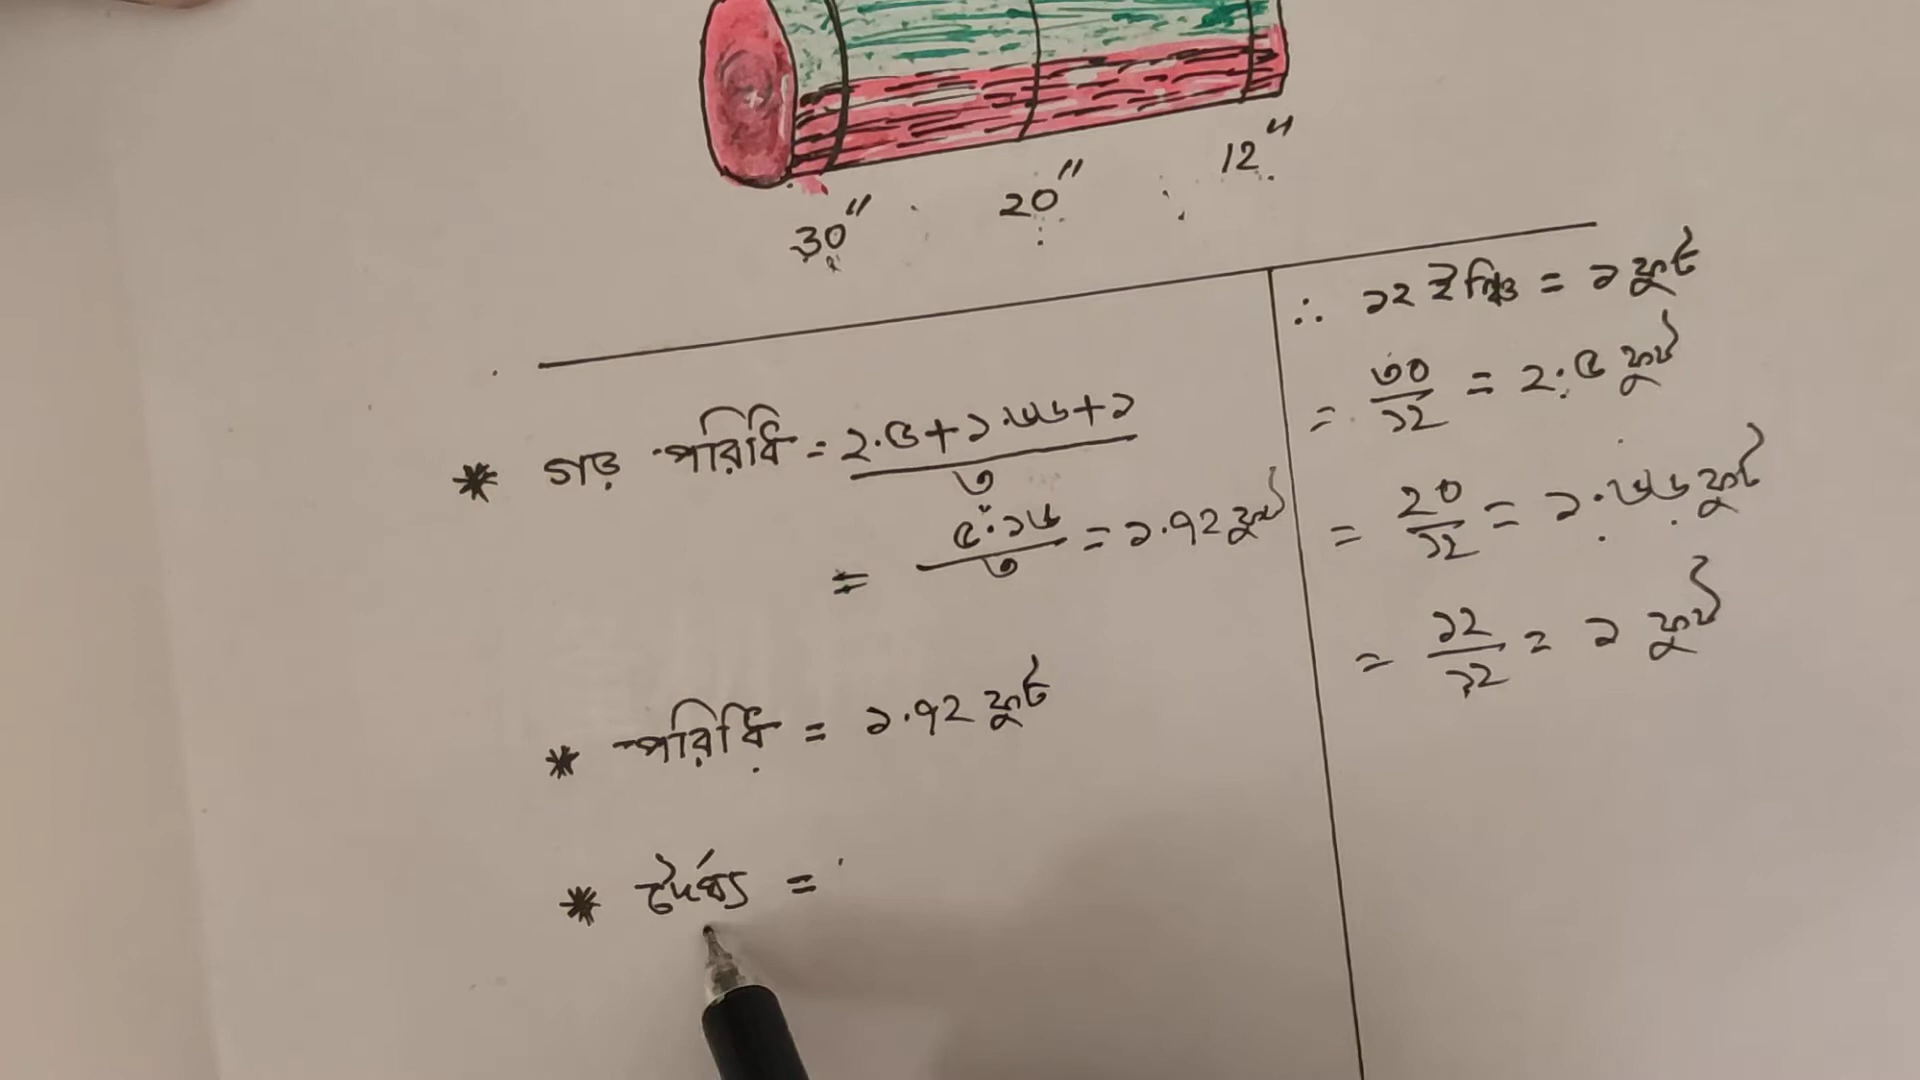 30" 20" 12"
* গড় পরিধি = ২.৫+১.৬৬+১
৩
= ৫.১৬
৩ = ১.৭২ ফুট
* পরিধি = ১.৭২ ফুট
* দৈর্ঘ্য =
∴ ১২ ইঞ্চি = ১ ফুট
= ৩০
১২ = ২.৫ ফুট
= ২০
১২ = ১.৬৬ ফুট
= ১২
১২ = ১ ফুট